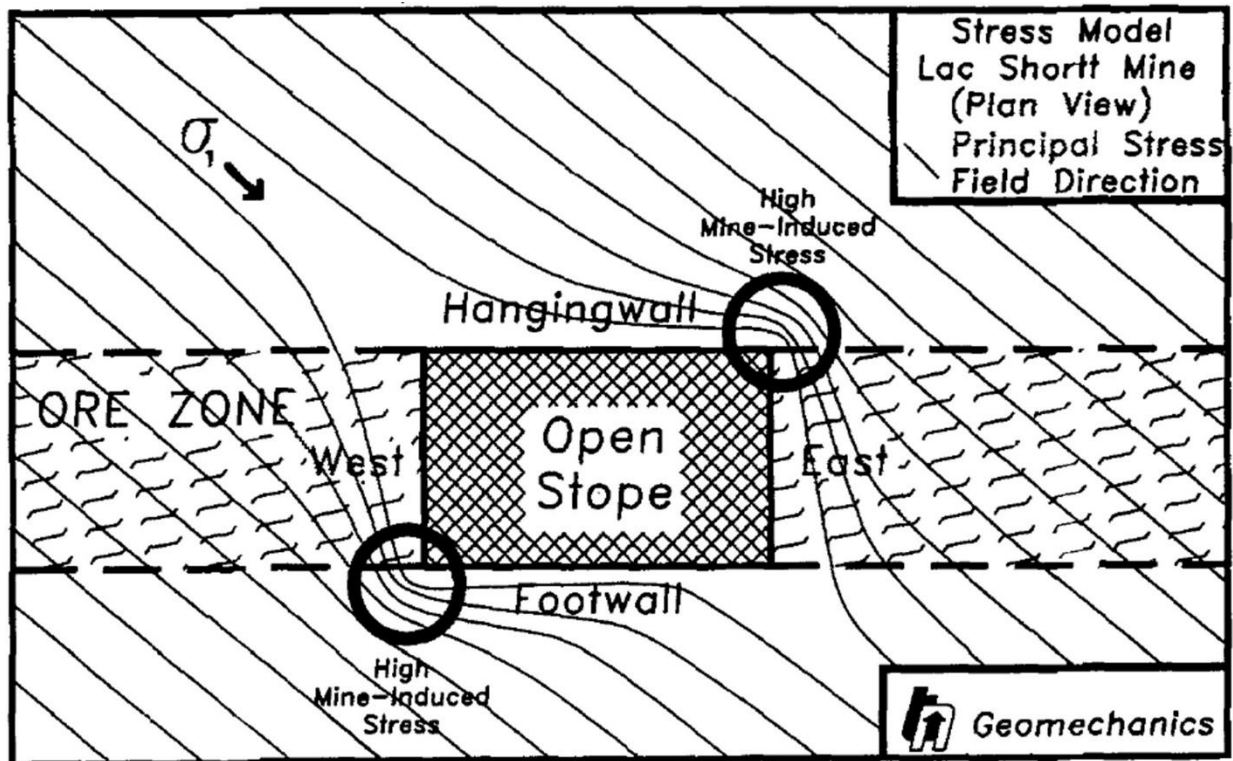 Stress Model
Lac Shortt Mine
(Plan View)
Principal Stress
Field Direction
σ₁
High
Mine-Induced
Stress
Hangingwall
ORE ZONE
West
Open
Stope
East
Footwall
High
Mine-Induced
Stress
Geomechanics